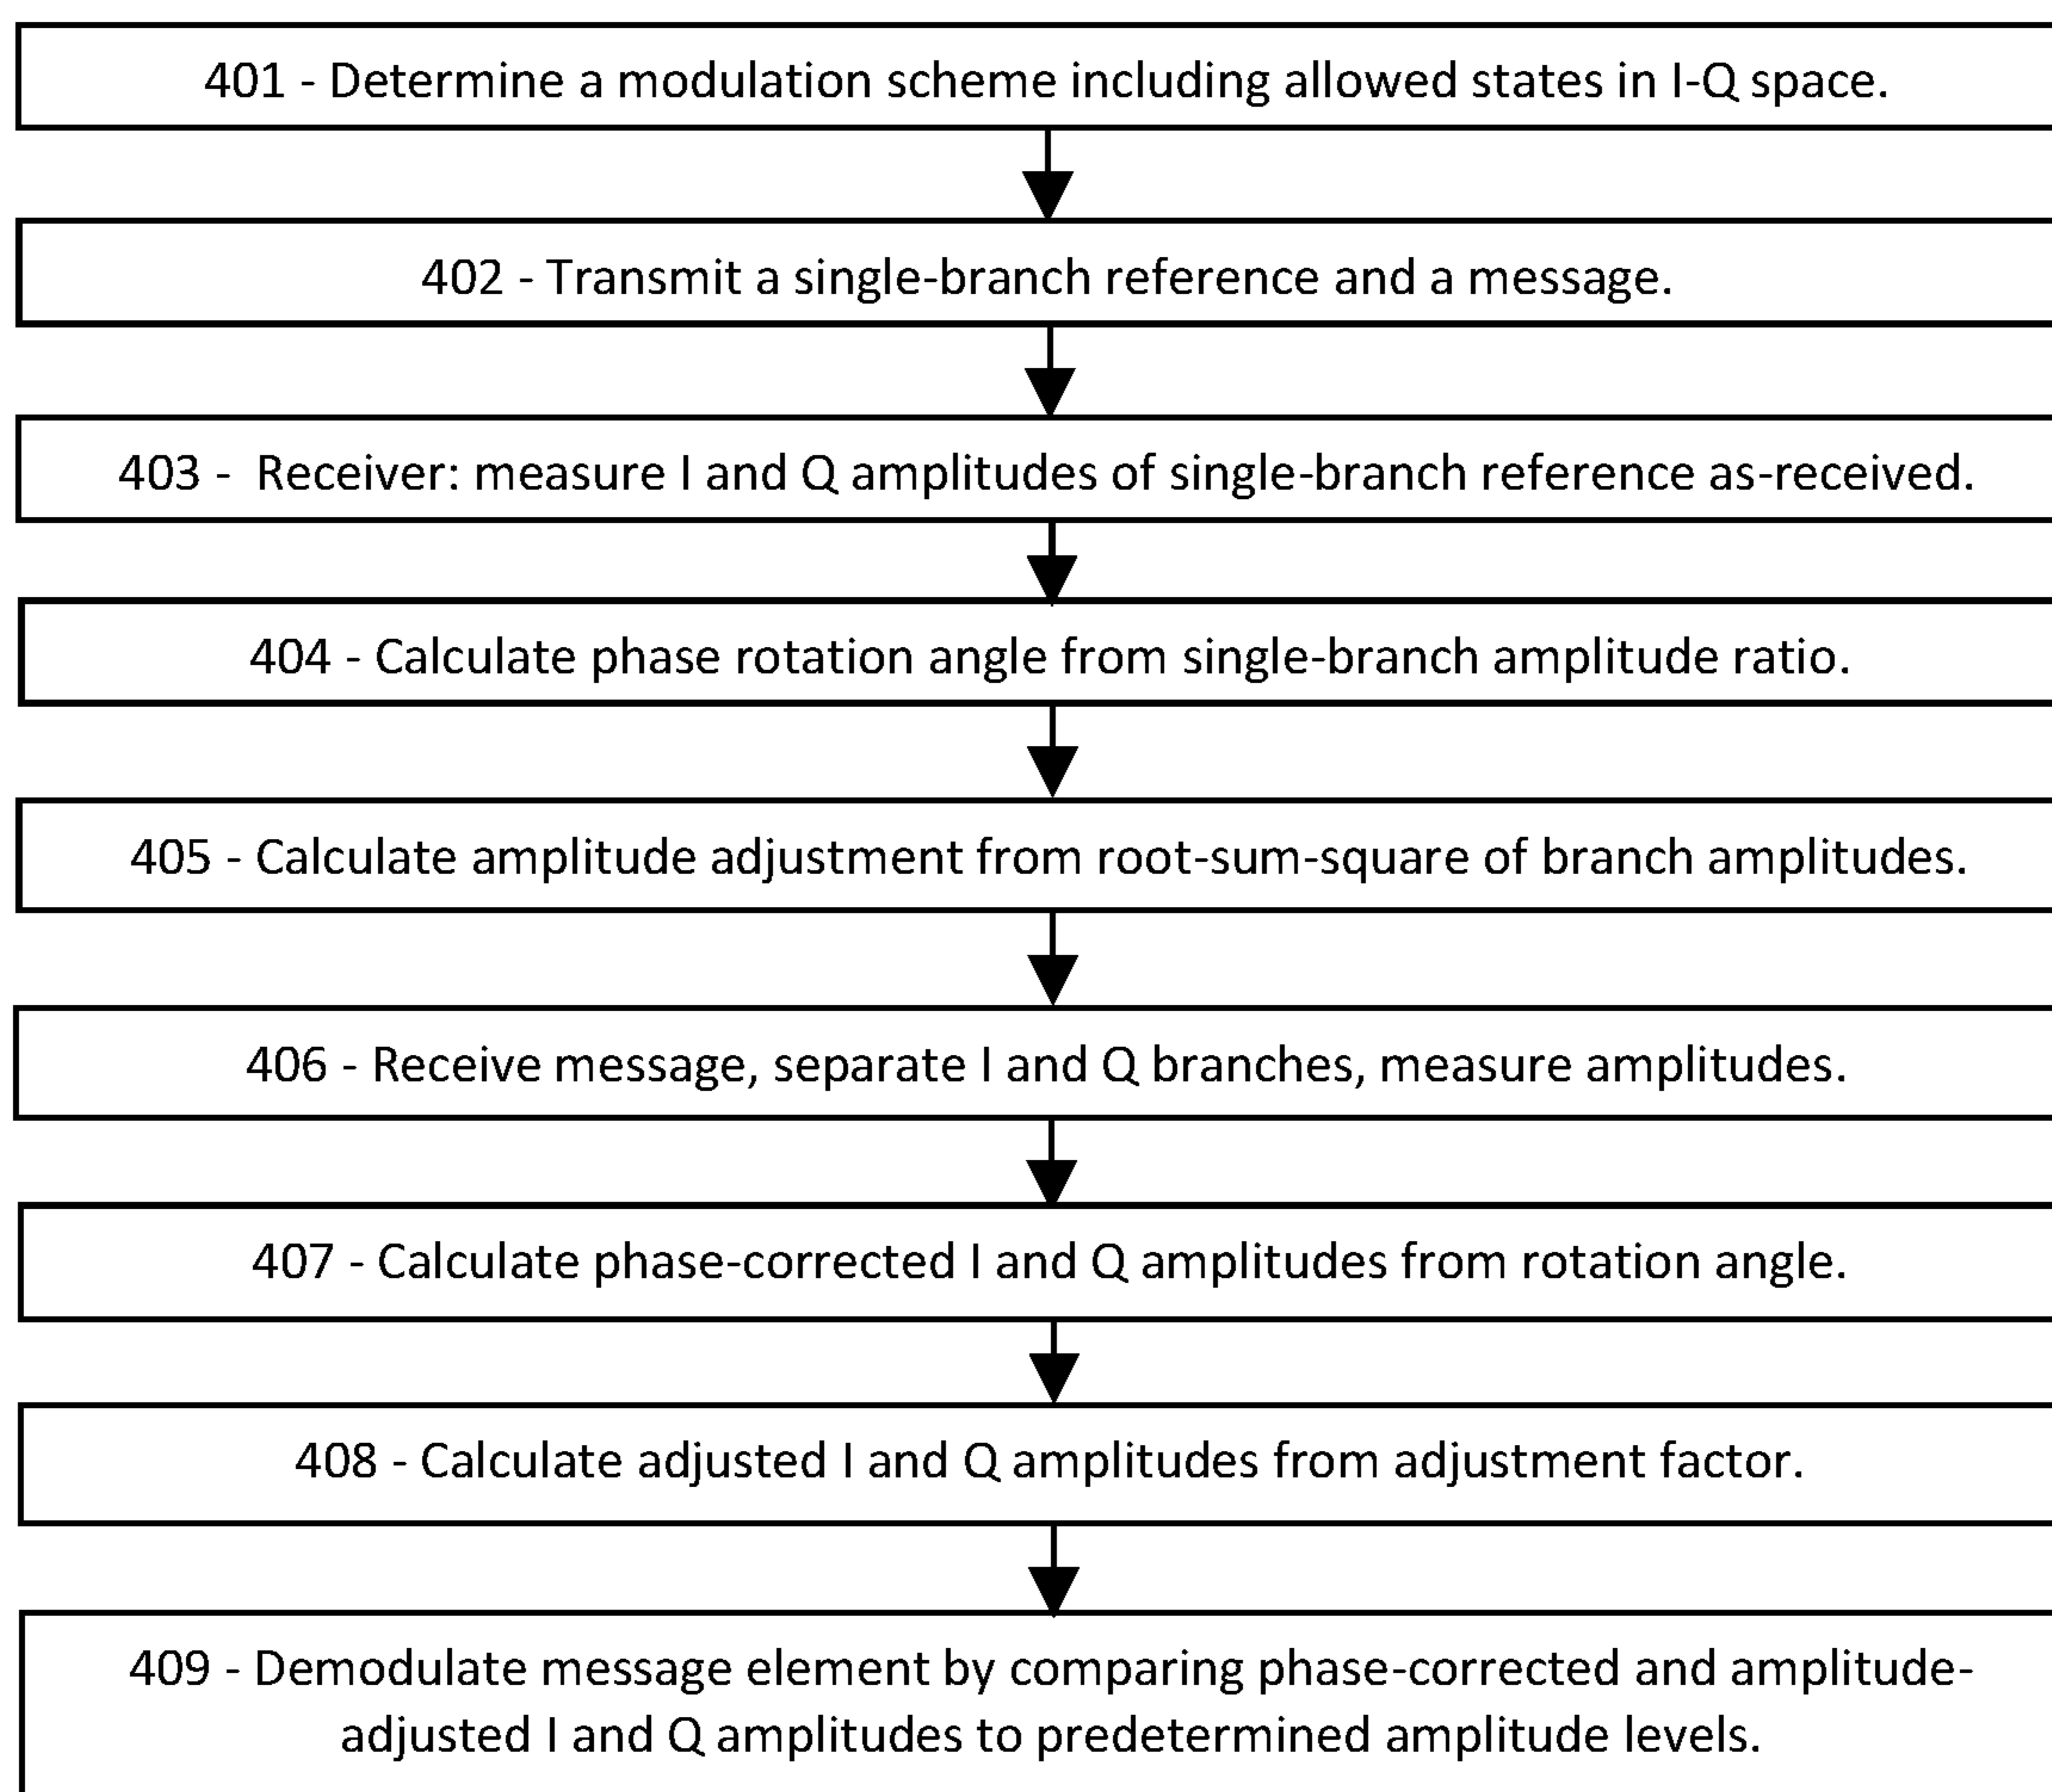 401 - Determine a modulation scheme including allowed states in I-Q space.
402 - Transmit a single-branch reference and a message.
403 -  Receiver: measure I and Q amplitudes of single-branch reference as-received.
404 - Calculate phase rotation angle from single-branch amplitude ratio.
405 - Calculate amplitude adjustment from root-sum-square of branch amplitudes.
406 - Receive message, separate I and Q branches, measure amplitudes.
407 - Calculate phase-corrected I and Q amplitudes from rotation angle.
408 - Calculate adjusted I and Q amplitudes from adjustment factor.
409 - Demodulate message element by comparing phase-corrected and amplitude-
adjusted I and Q amplitudes to predetermined amplitude levels.